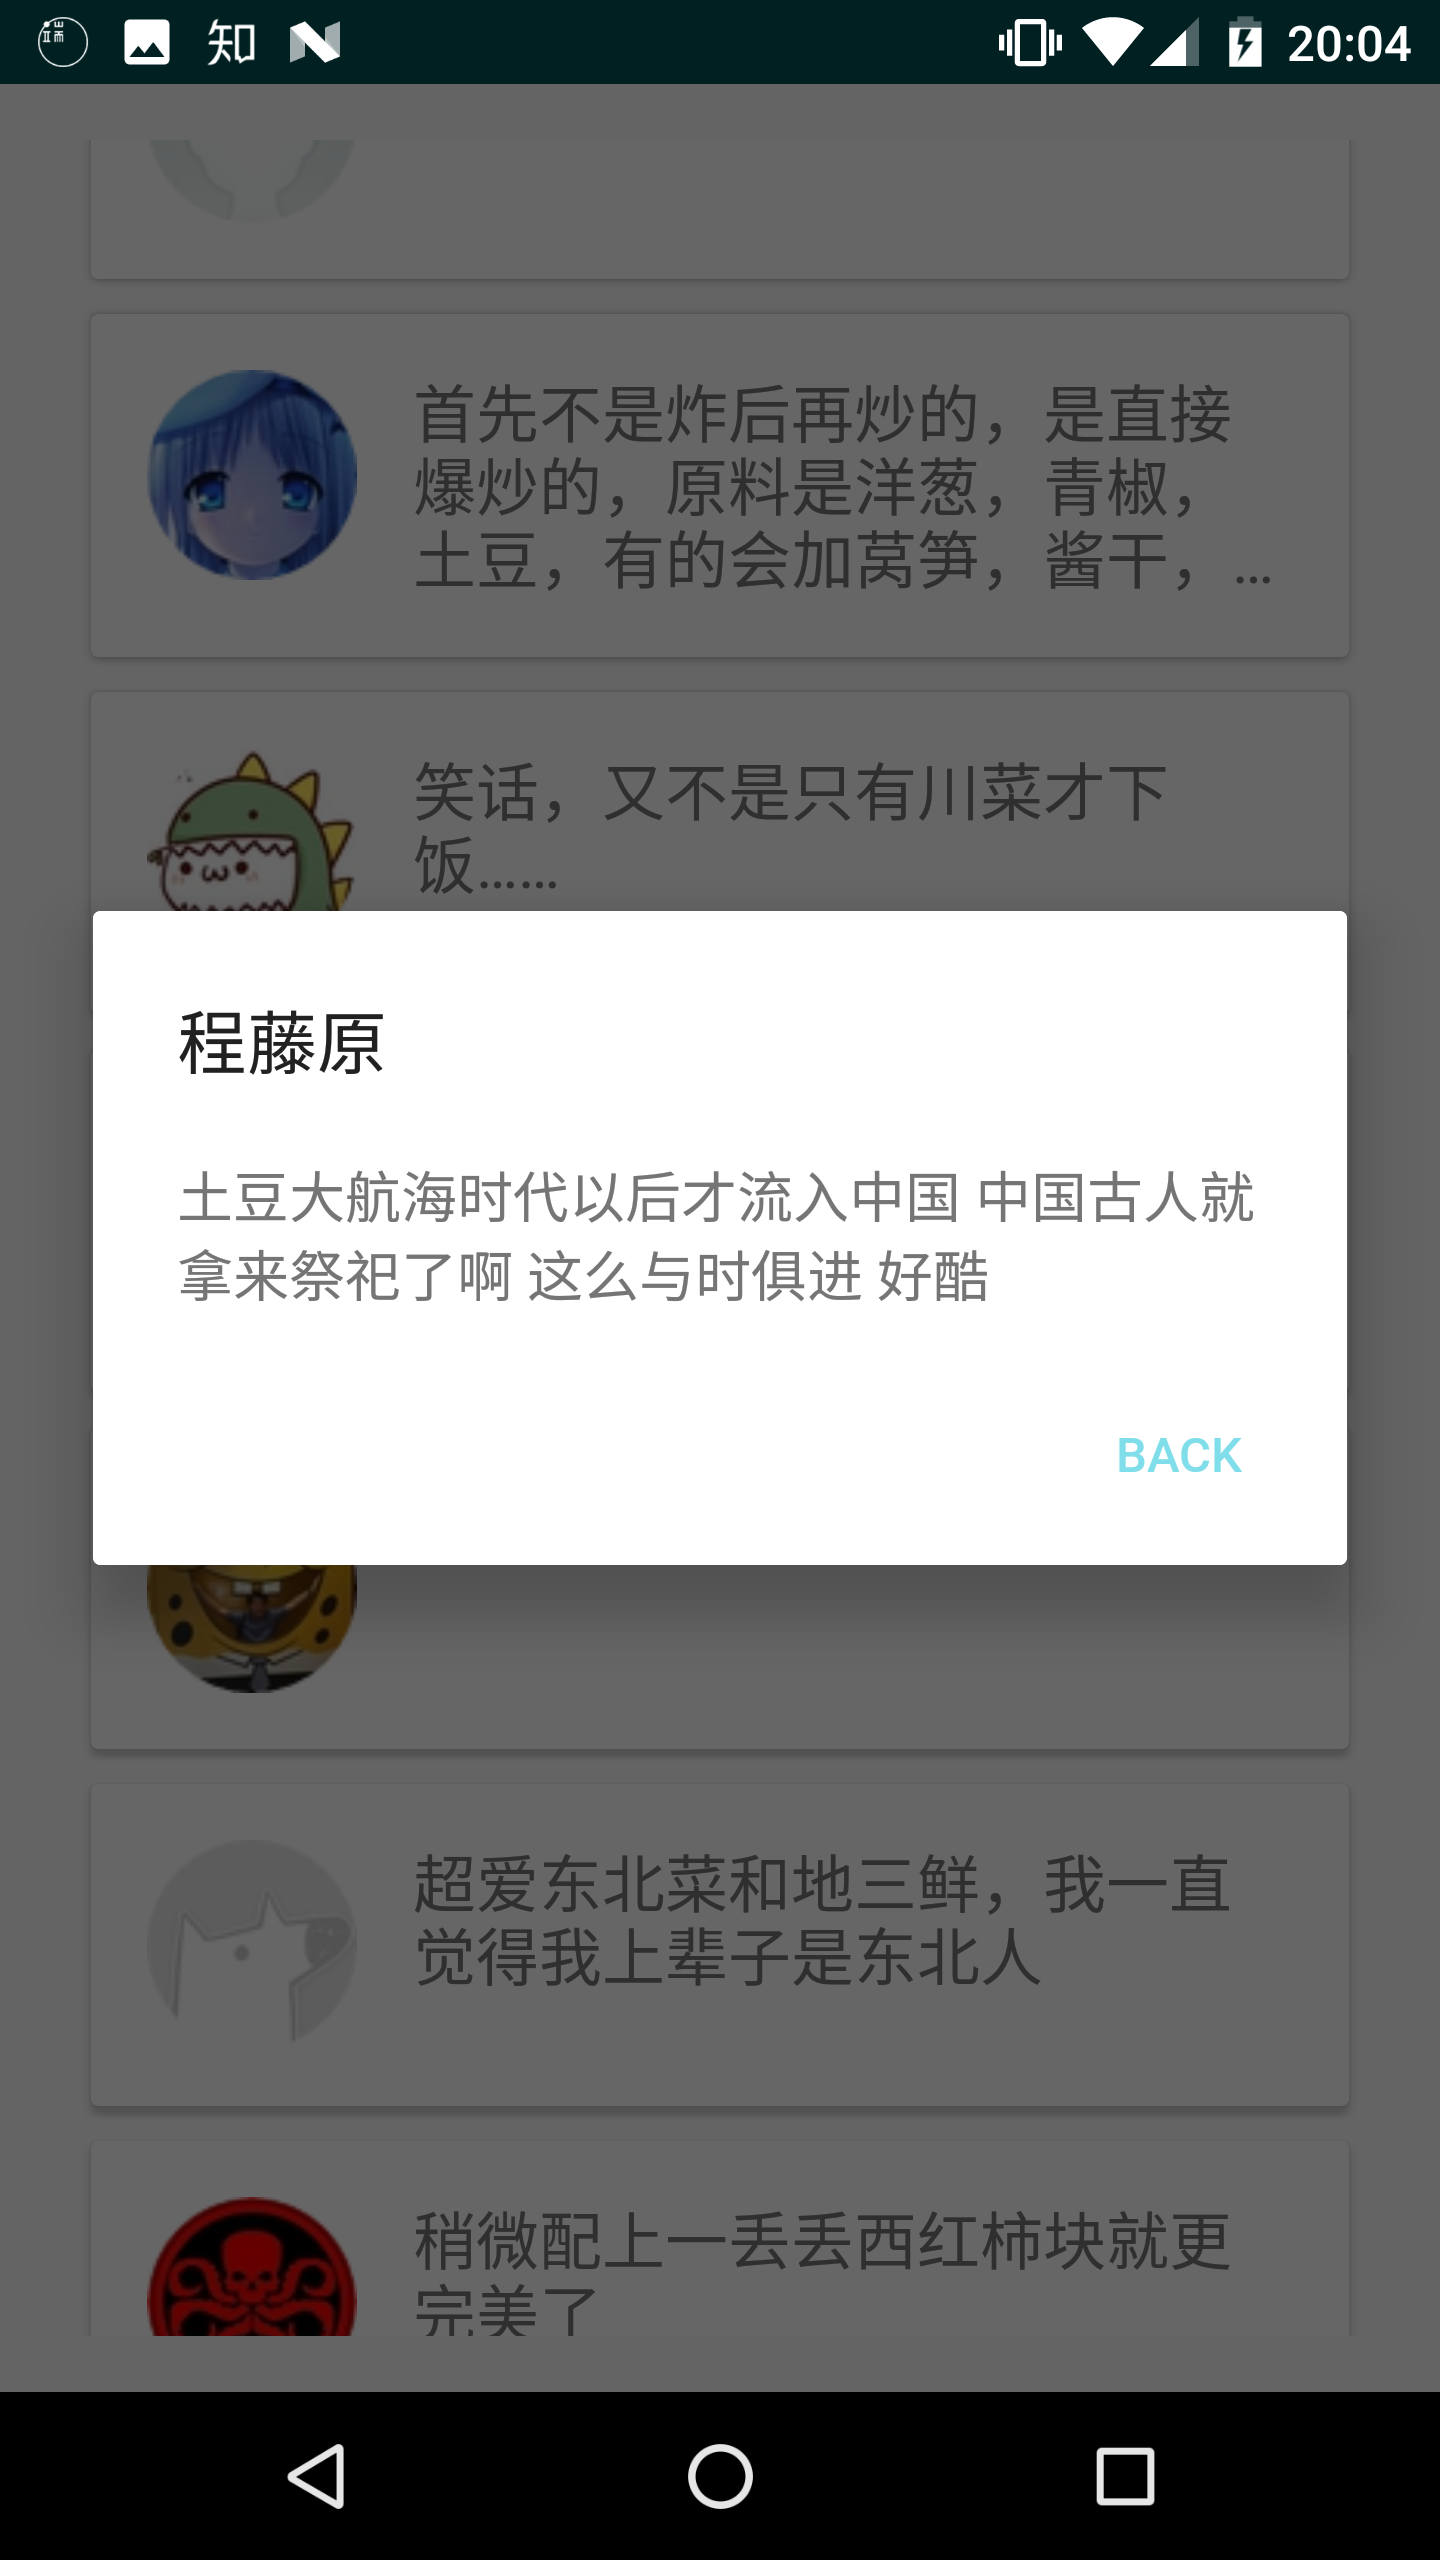 端
知
20:04
首先不是炸后再炒的，是直接
爆炒的，原料是洋葱，青椒，
土豆，有的会加莴笋，酱干，...
笑话，又不是只有川菜才下
饭......
程藤原
土豆大航海时代以后才流入中国 中国古人就
拿来祭祀了啊 这么与时俱进 好酷
BACK
超爱东北菜和地三鲜，我一直
觉得我上辈子是东北人
稍微配上一丢丢西红柿块就更
完美了